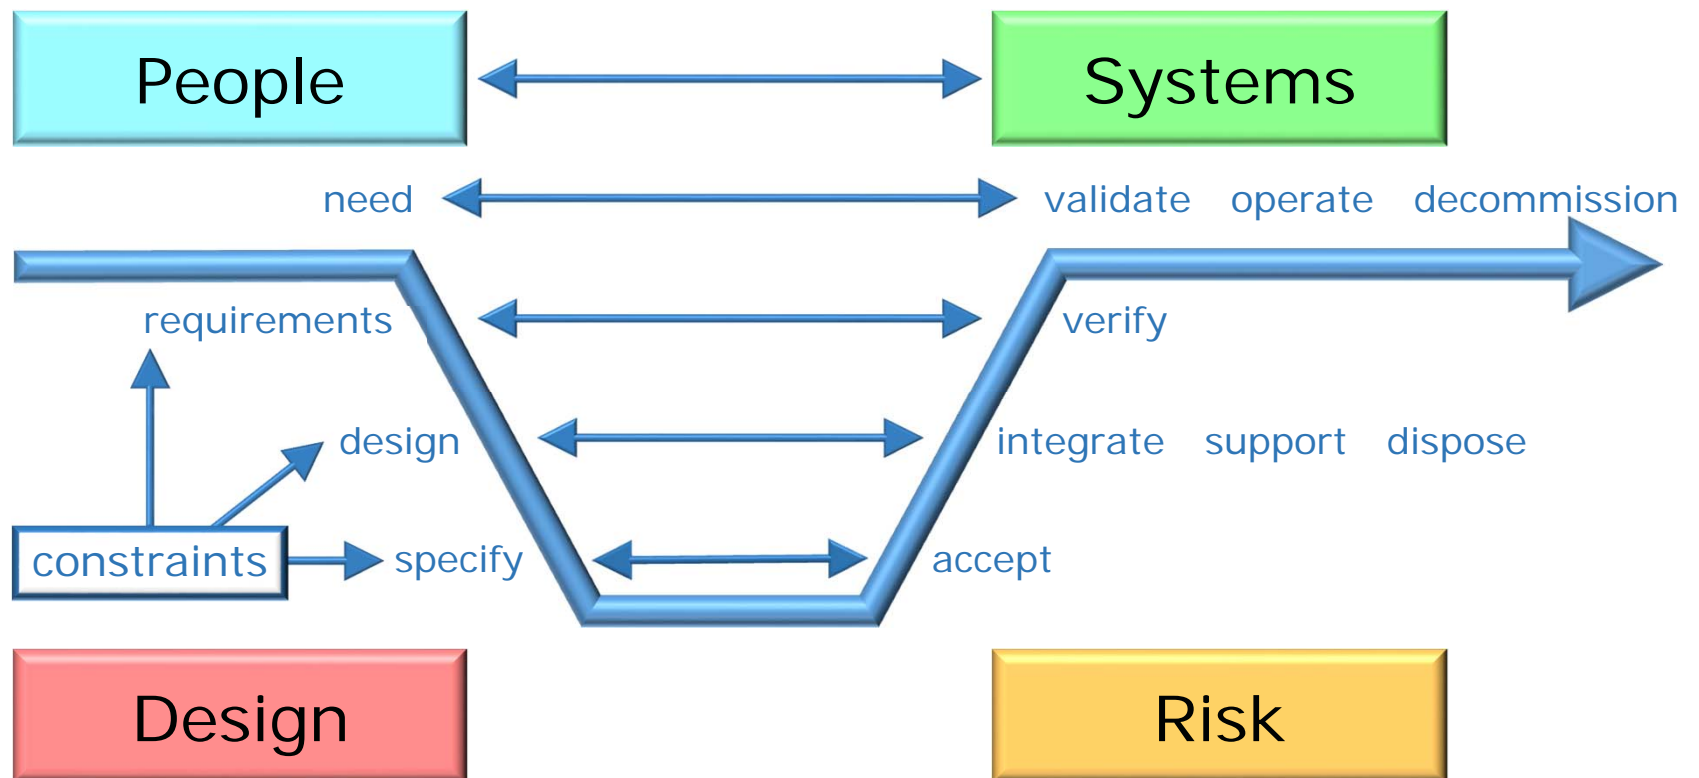 People Systems
need validate operate decommission
requirements verify
design integrate support dispose
constraints specify accept
Design Risk